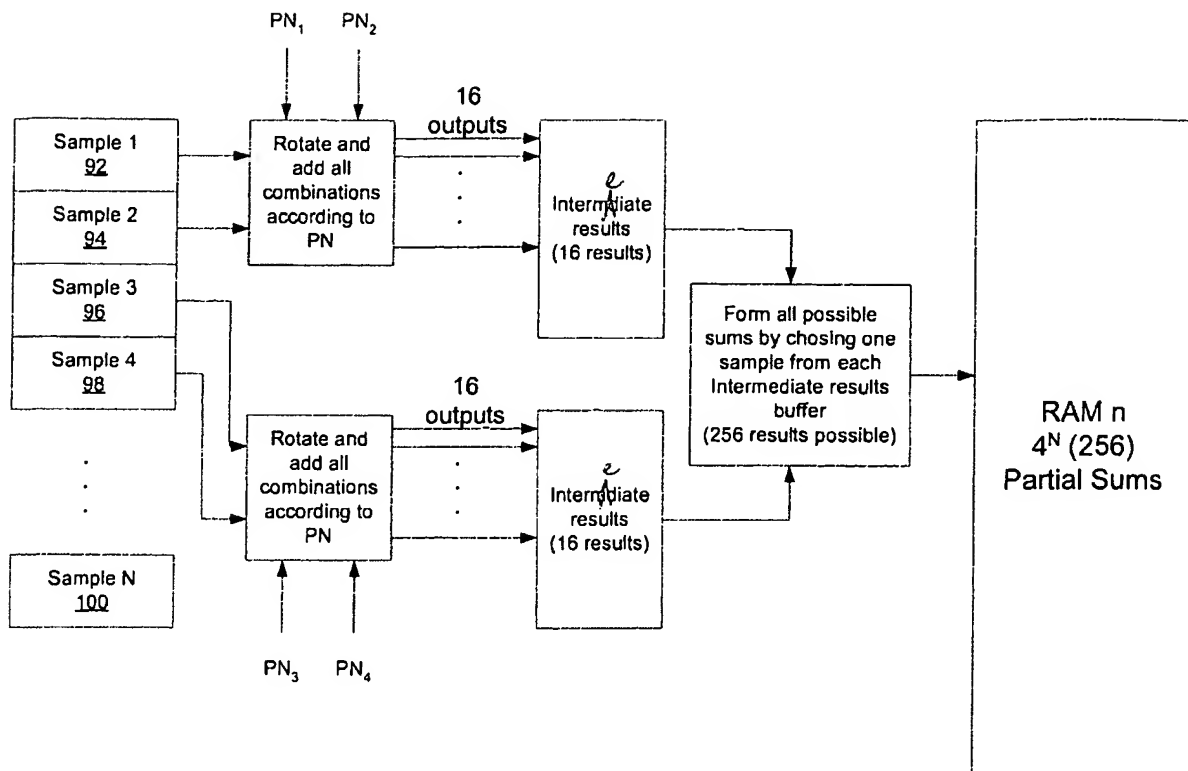 PN₁ PN₂
Sample 1
92
Sample 2
94
Sample 3
96
Sample 4
98
Sample N
100
Rotate and
add all
combinations
according to
PN
16
outputs
e
Intermdiate
results
(16 results)
Rotate and
add all
combinations
according to
PN
PN₃ PN₄
16
outputs
e
Intermdiate
results
(16 results)
Form all possible
sums by chosing one
sample from each
Intermediate results
buffer
(256 results possible)
RAM n
4ᴺ (256)
Partial Sums